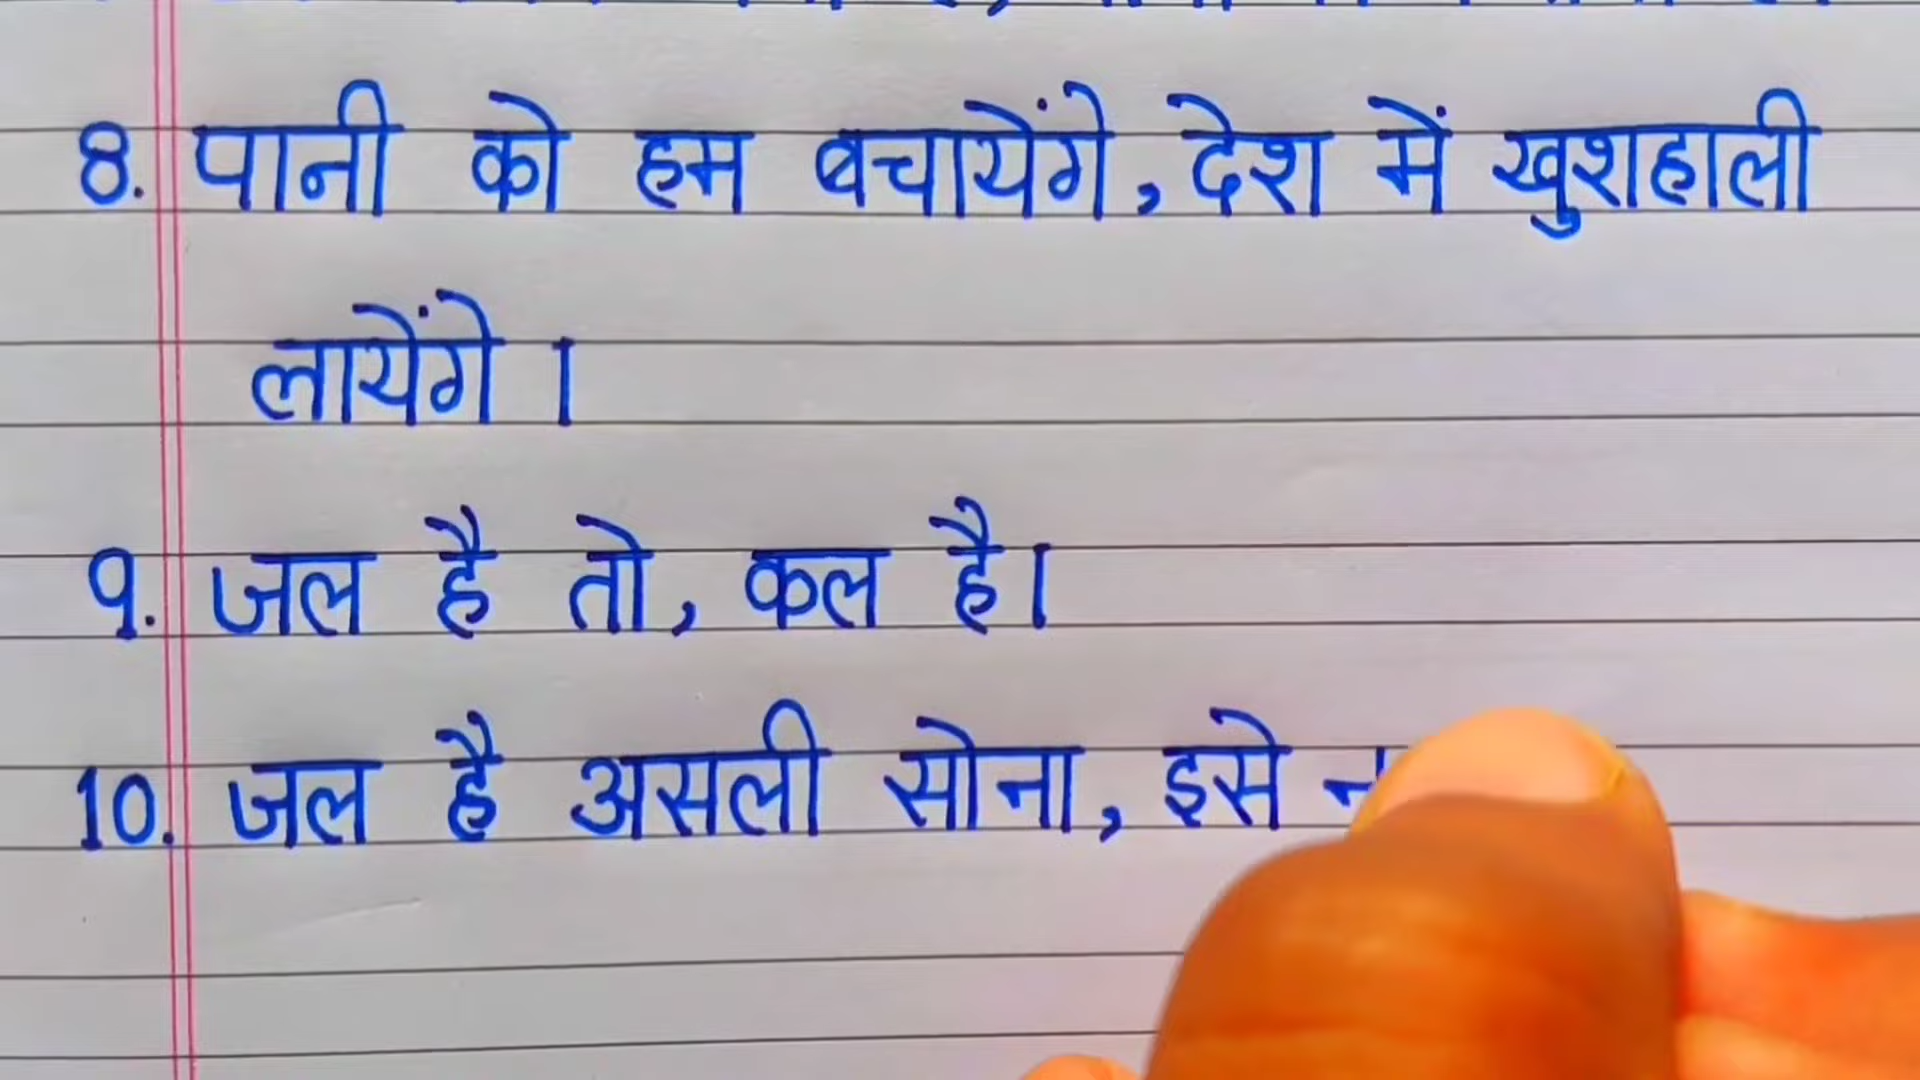 8. पानी को हम बचायेंगे, देश में खुशहाली
लायेंगे ।
9. जल है तो, कल है।
10. जल है असली सोना, इसे